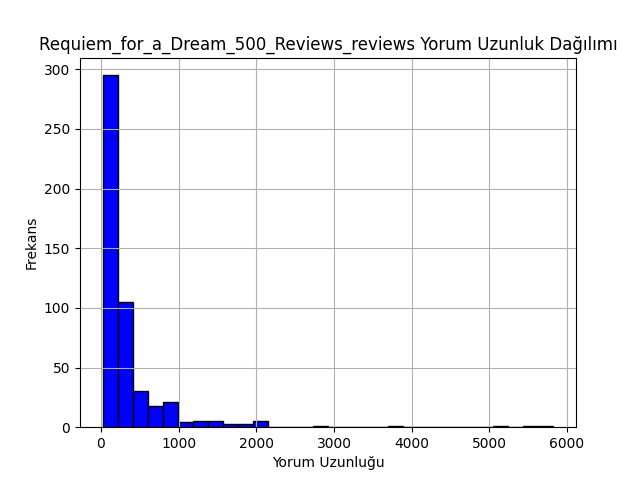 Requiem_for_a_Dream_500_Reviews_reviews Yorum Uzunluk Dağılımı
300
250
200
150
100
50
0
Frekans
0 1000 2000 3000 4000 5000 6000
Yorum Uzunluğu